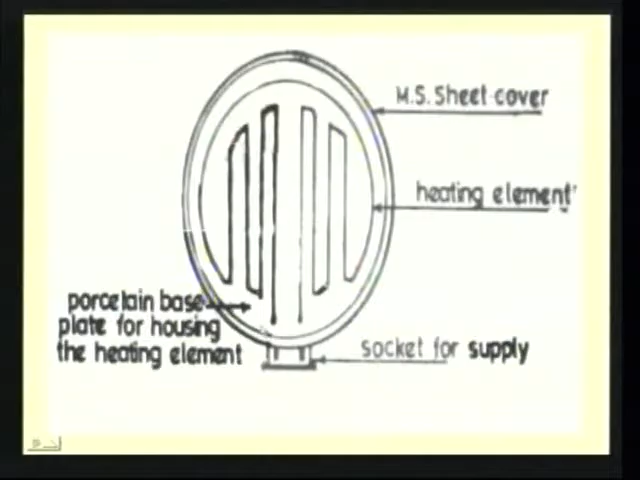 M.S. Sheet cover
heating element
porcelain base
plate for housing
the heating element
socket for supply